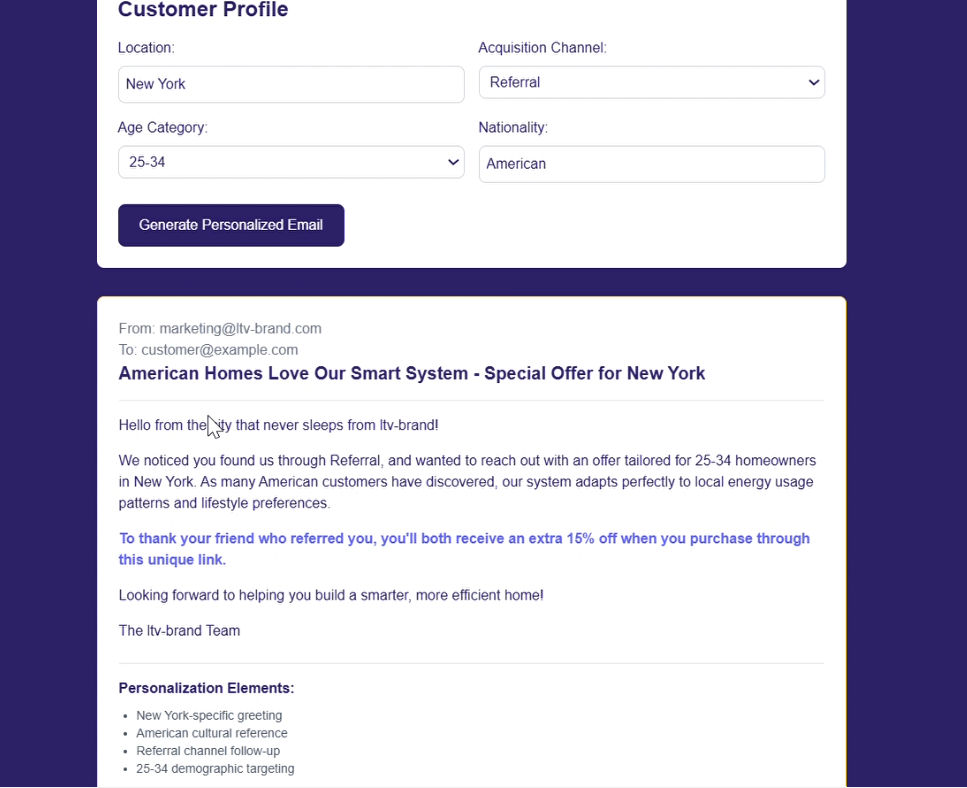 Customer Profile
Location:
Acquisition Channel:
New York
Referral
Age Category:
Nationality:
25-34
American
Generate Personalized Email
From: marketing@ltv-brand.com
To: customer@example.com
American Homes Love Our Smart System - Special Offer for New York
Hello from the city that never sleeps from ltv-brand!
We noticed you found us through Referral, and wanted to reach out with an offer tailored for 25-34 homeowners
in New York. As many American customers have discovered, our system adapts perfectly to local energy usage
patterns and lifestyle preferences.
To thank your friend who referred you, you'll both receive an extra 15% off when you purchase through
this unique link.
Looking forward to helping you build a smarter, more efficient home!
The ltv-brand Team
Personalization Elements:
• New York-specific greeting
• American cultural reference
• Referral channel follow-up
• 25-34 demographic targeting